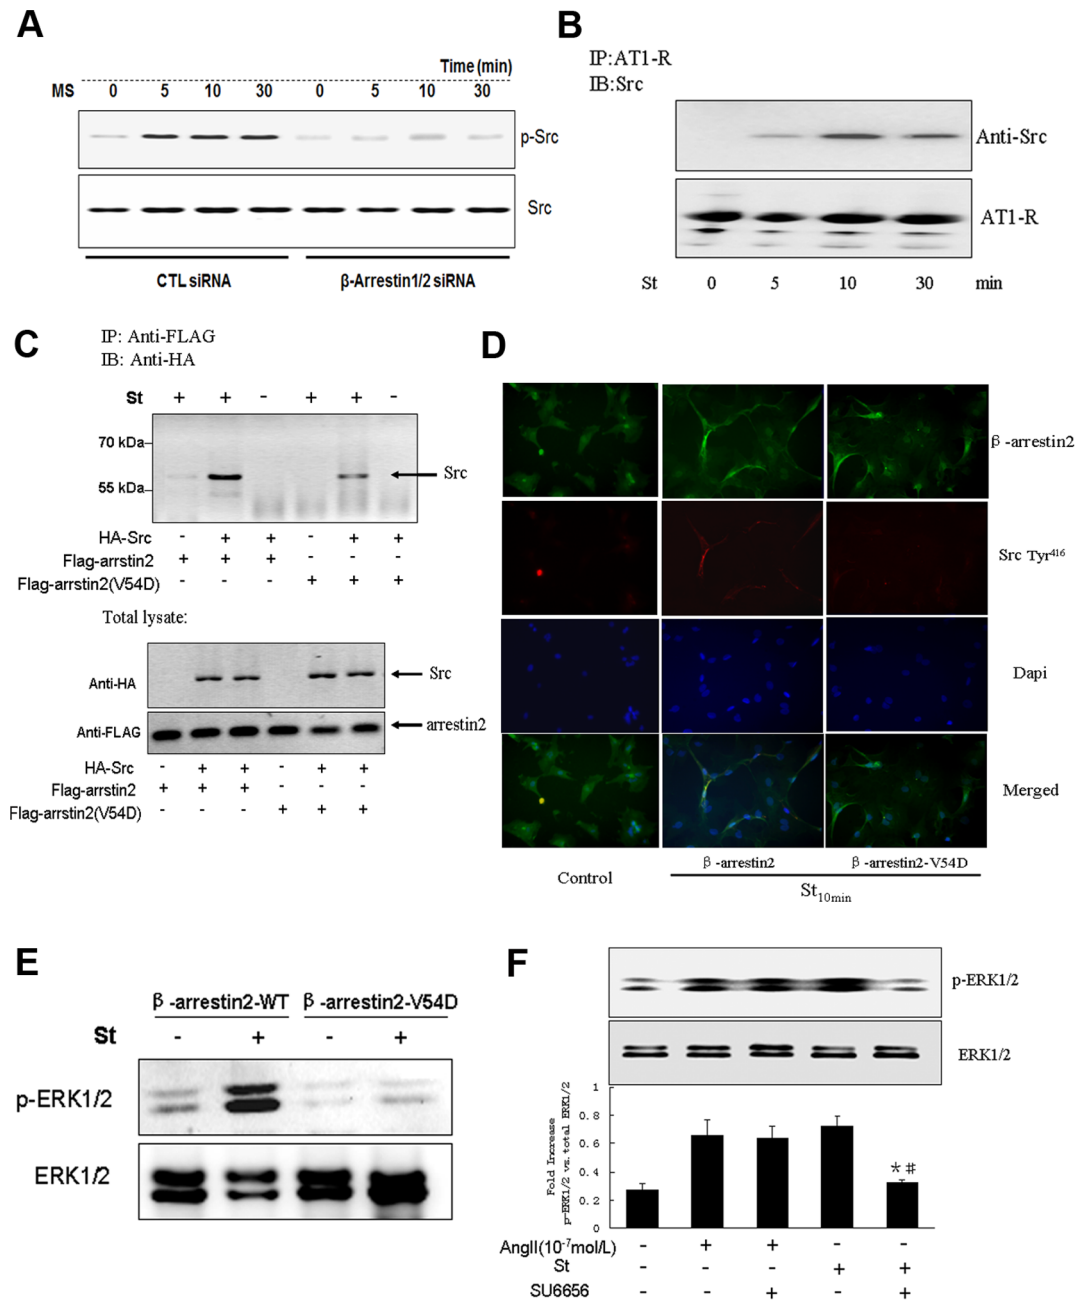 A
Time (min)
MS 0 5 10 30 0 5 10 30
p-Src
Src
CTL siRNA β-Arrestin1/2 siRNA
B
IP:AT1-R
IB:Src
Anti-Src
AT1-R
St 0 5 10 30 min
C
IP: Anti-FLAG
IB: Anti-HA
St + + - + + -
70 kDa
Src
55 kDa
HA-Src - + + - + +
Flag-arrstin2 + + + - - -
Flag-arrstin2(V54D) - - - + + +
Total lysate:
Anti-HA Src
Anti-FLAG arrestin2
HA-Src - + + - + +
Flag-arrstin2 + + + - - -
Flag-arrstin2(V54D) - - - + + +
D
β-arrestin2
Src Tyr416
Dapi
Merged
β-arrestin2 β-arrestin2-V54D
Control
St10min
E
β-arrestin2-WT β-arrestin2-V54D
St - + - +
p-ERK1/2
ERK1/2
F
p-ERK1/2
ERK1/2
Fold Increase
p-ERK1/2 vs. total ERK1/2
1
0.8
0.6
0.4
0.2
0
* #
AngII(10-7mol/L) - + + - -
St - - - + +
SU6656 - - + - +